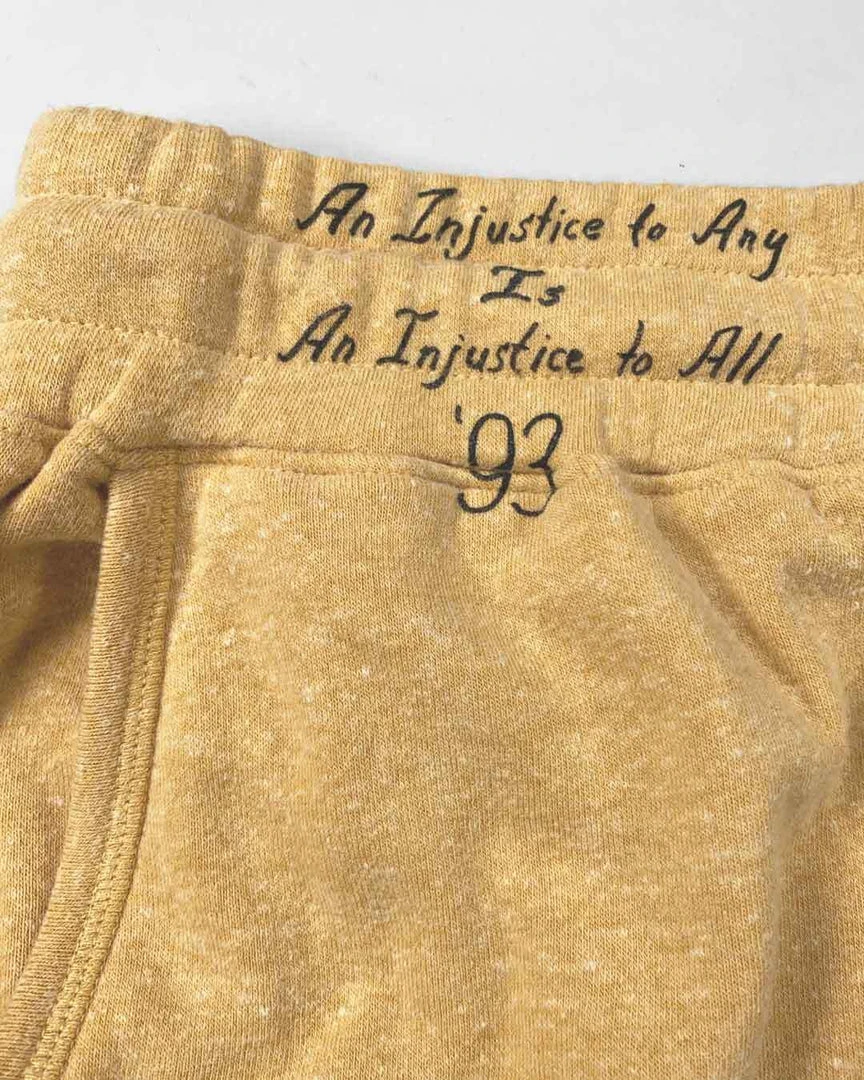 An Injustice to Any
Is
An Injustice to All
'93